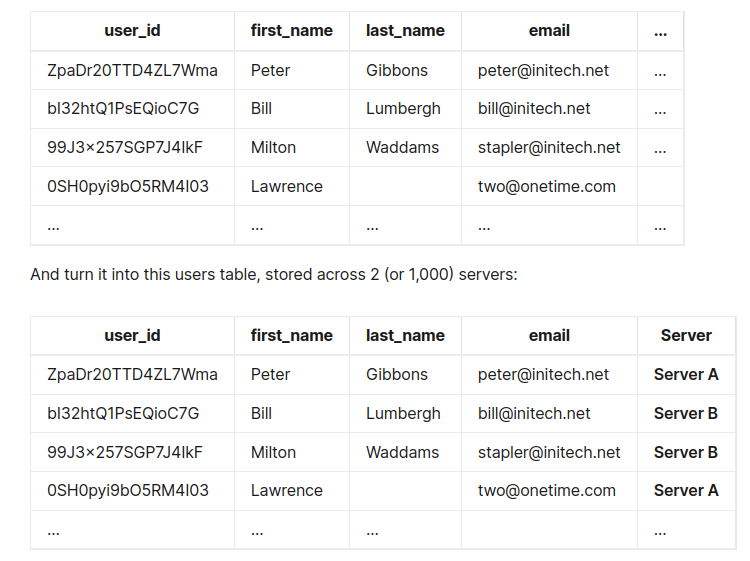 user_id first_name last_name email ...
ZpaDr20TTD4ZL7Wma Peter Gibbons peter@initech.net ...
bI32htQ1PsEQioC7G Bill Lumbergh bill@initech.net ...
99J3×257SGP7J4IkF Milton Waddams stapler@initech.net ...
0SH0pyi9bO5RM4I03 Lawrence two@onetime.com
... ... ... ... ...
And turn it into this users table, stored across 2 (or 1,000) servers:
user_id first_name last_name email Server
ZpaDr20TTD4ZL7Wma Peter Gibbons peter@initech.net Server A
bI32htQ1PsEQioC7G Bill Lumbergh bill@initech.net Server B
99J3×257SGP7J4IkF Milton Waddams stapler@initech.net Server B
0SH0pyi9bO5RM4I03 Lawrence two@onetime.com Server A
... ... ... ...